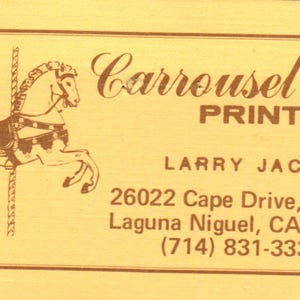 Carrousel
PRINT
LARRY JAC
26022 Cape Drive,
Laguna Niguel, CA
(714) 831-333